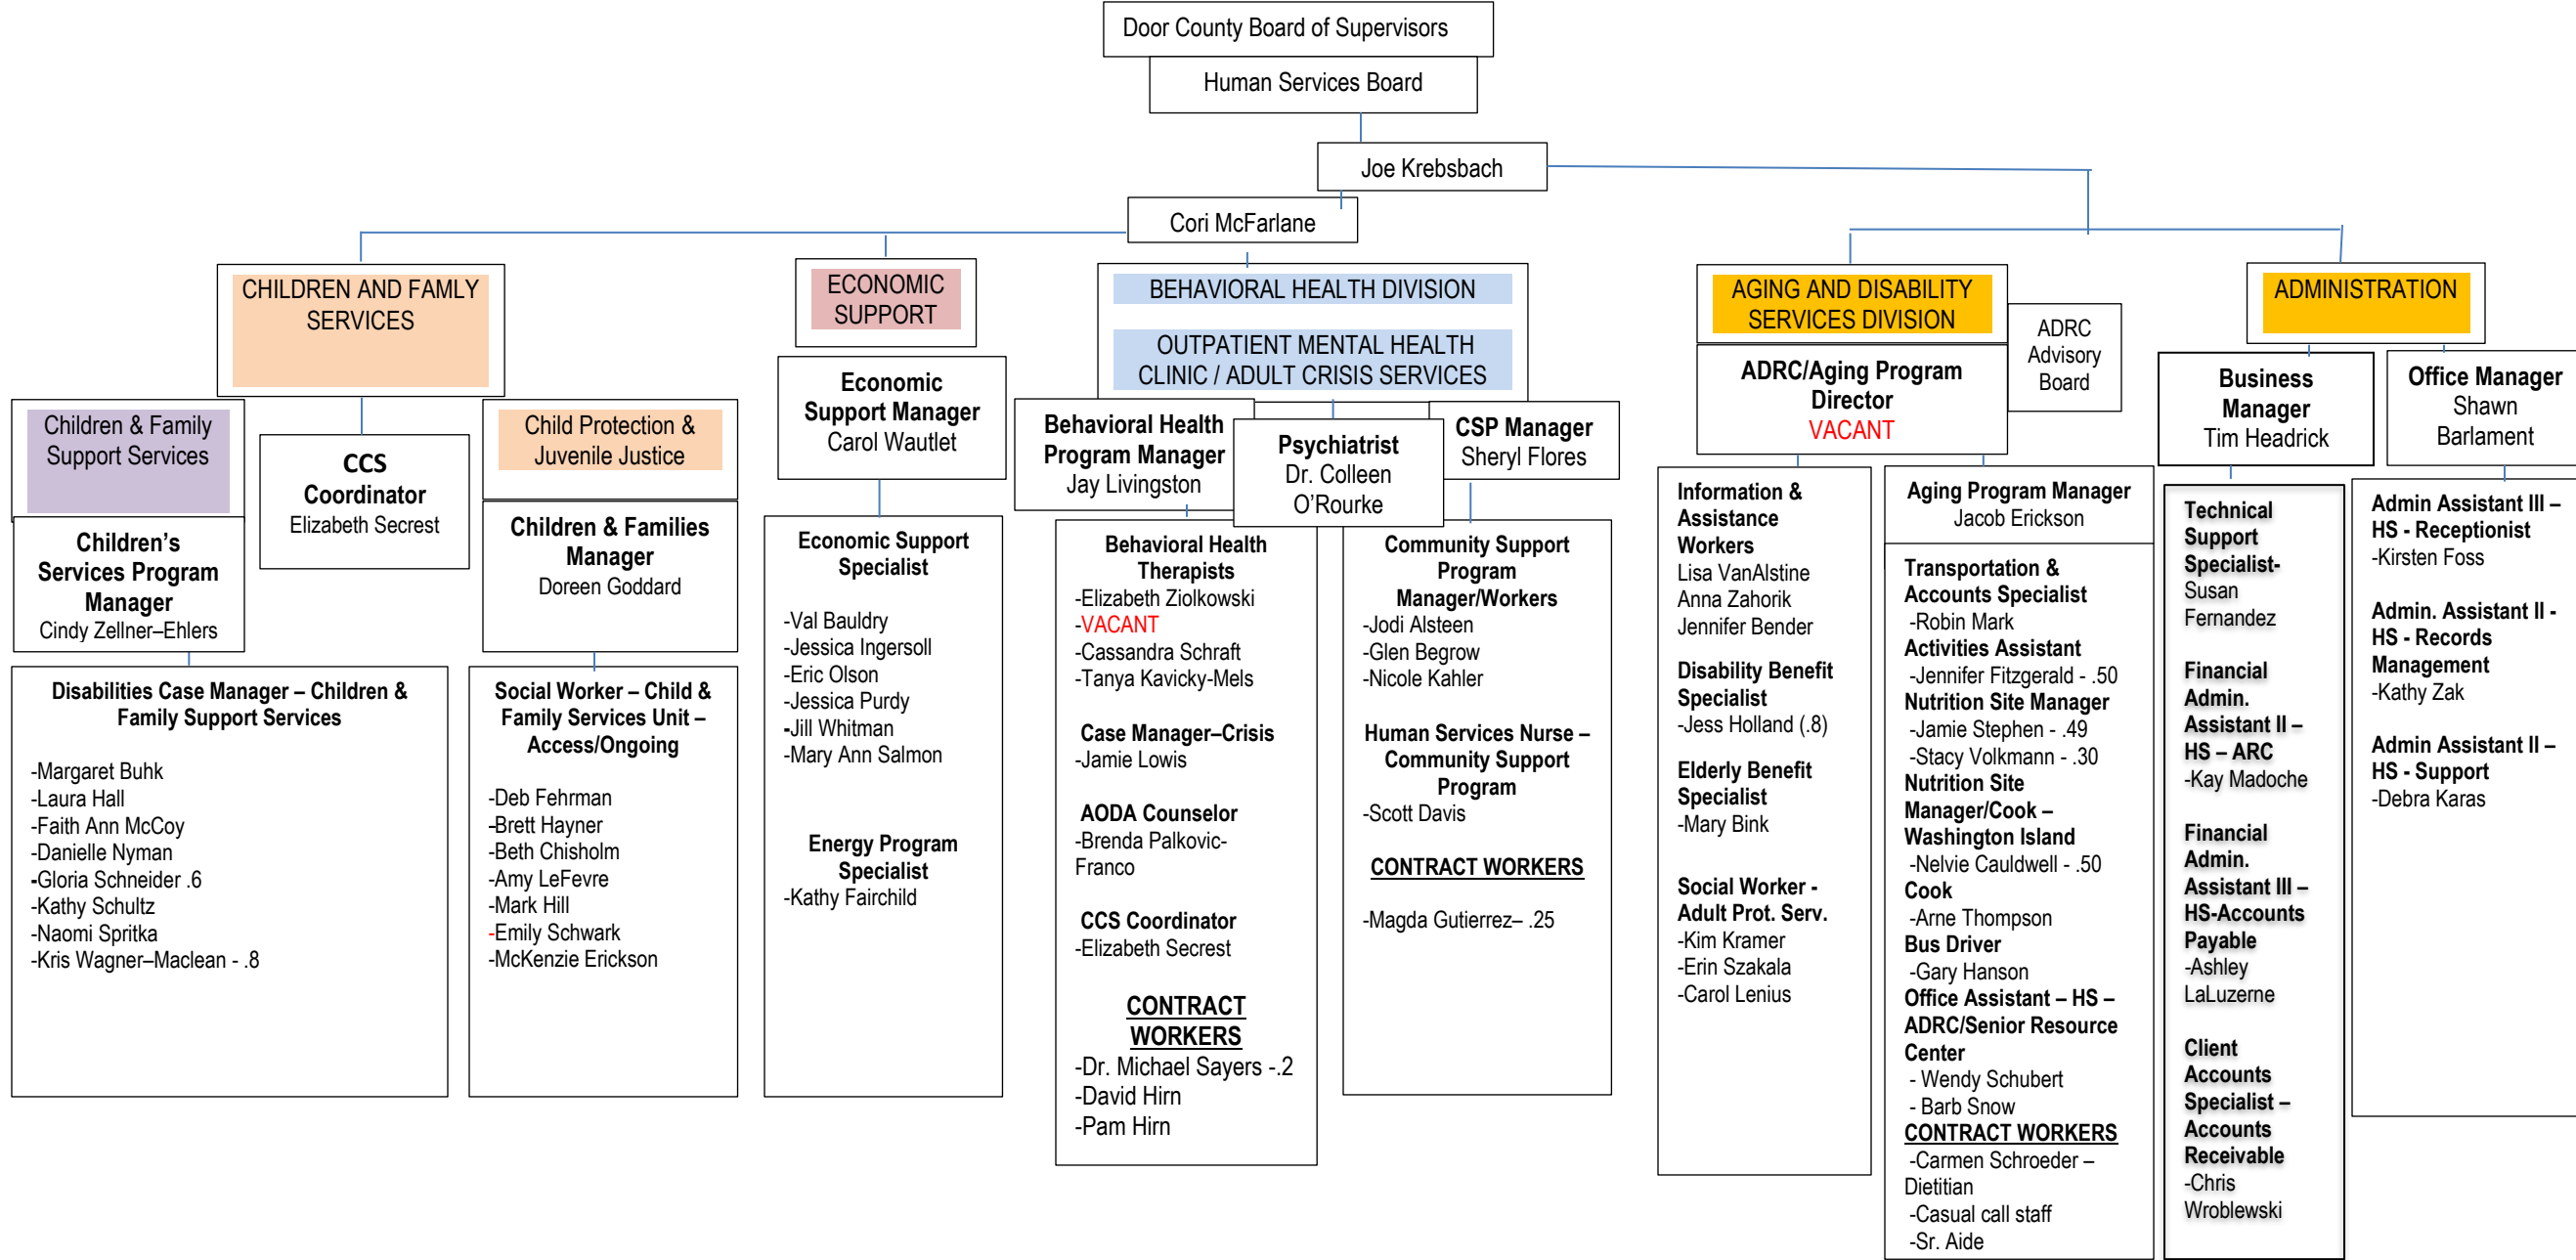 Door County Board of Supervisors
Human Services Board
Joe Krebsbach
Cori McFarlane
CHILDREN AND FAMLY
SERVICES
Children & Family
Support Services
Children’s
Services Program
Manager
Cindy Zellner–Ehlers
Disabilities Case Manager – Children &
Family Support Services
-Margaret Buhk
-Laura Hall
-Faith Ann McCoy
-Danielle Nyman
-Gloria Schneider .6
-Kathy Schultz
-Naomi Spritka
-Kris Wagner–Maclean - .8
CCS
Coordinator
Elizabeth Secrest
Child Protection &
Juvenile Justice
Children & Families
Manager
Doreen Goddard
Social Worker – Child &
Family Services Unit –
Access/Ongoing
-Deb Fehrman
-Brett Hayner
-Beth Chisholm
-Amy LeFevre
-Mark Hill
-Emily Schwark
-McKenzie Erickson
ECONOMIC
SUPPORT
Economic
Support Manager
Carol Wautlet
Economic Support
Specialist
-Val Bauldry
-Jessica Ingersoll
-Eric Olson
-Jessica Purdy
-Jill Whitman
-Mary Ann Salmon
Energy Program
Specialist
-Kathy Fairchild
BEHAVIORAL HEALTH DIVISION
OUTPATIENT MENTAL HEALTH
CLINIC / ADULT CRISIS SERVICES
Behavioral Health
Program Manager
Jay Livingston
Psychiatrist
Dr. Colleen
O’Rourke
CSP Manager
Sheryl Flores
Behavioral Health
Therapists
-Elizabeth Ziolkowski
-VACANT
-Cassandra Schraft
-Tanya Kavicky-Mels
Case Manager–Crisis
-Jamie Lowis
AODA Counselor
-Brenda Palkovic-
Franco
CCS Coordinator
-Elizabeth Secrest
CONTRACT
WORKERS
-Dr. Michael Sayers -.2
-David Hirn
-Pam Hirn
Community Support
Program
Manager/Workers
-Jodi Alsteen
-Glen Begrow
-Nicole Kahler
Human Services Nurse –
Community Support
Program
-Scott Davis
CONTRACT WORKERS
-Magda Gutierrez– .25
AGING AND DISABILITY
SERVICES DIVISION
ADRC
Advisory
Board
ADRC/Aging Program
Director
VACANT
Information &
Assistance
Workers
Lisa VanAlstine
Anna Zahorik
Jennifer Bender
Disability Benefit
Specialist
-Jess Holland (.8)
Elderly Benefit
Specialist
-Mary Bink
Social Worker -
Adult Prot. Serv.
-Kim Kramer
-Erin Szakala
-Carol Lenius
Aging Program Manager
Jacob Erickson
Transportation &
Accounts Specialist
-Robin Mark
Activities Assistant
-Jennifer Fitzgerald - .50
Nutrition Site Manager
-Jamie Stephen - .49
-Stacy Volkmann - .30
Nutrition Site
Manager/Cook –
Washington Island
-Nelvie Cauldwell - .50
Cook
-Arne Thompson
Bus Driver
-Gary Hanson
Office Assistant – HS –
ADRC/Senior Resource
Center
- Wendy Schubert
- Barb Snow
CONTRACT WORKERS
-Carmen Schroeder –
Dietitian
-Casual call staff
-Sr. Aide
ADMINISTRATION
Business
Manager
Tim Headrick
Technical
Support
Specialist-
Susan
Fernandez
Financial
Admin.
Assistant II –
HS – ARC
-Kay Madoche
Financial
Admin.
Assistant III –
HS-Accounts
Payable
-Ashley
LaLuzerne
Client
Accounts
Specialist –
Accounts
Receivable
-Chris
Wroblewski
Office Manager
Shawn
Barlament
Admin Assistant III –
HS - Receptionist
-Kirsten Foss
Admin. Assistant II -
HS - Records
Management
-Kathy Zak
Admin Assistant II –
HS - Support
-Debra Karas